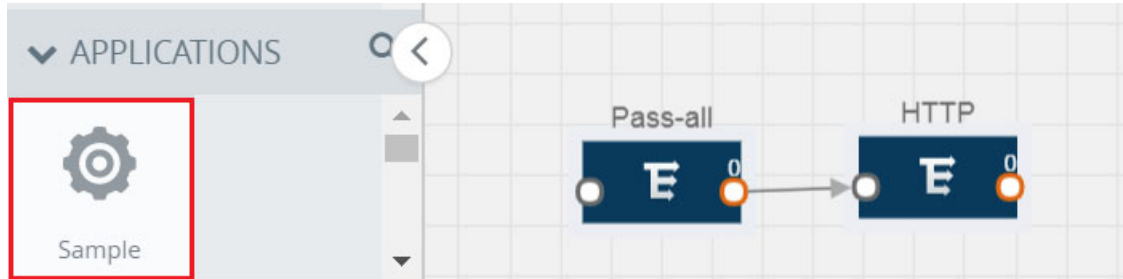 APPLICATIONS
Sample
Pass-all
HTTP
0
0